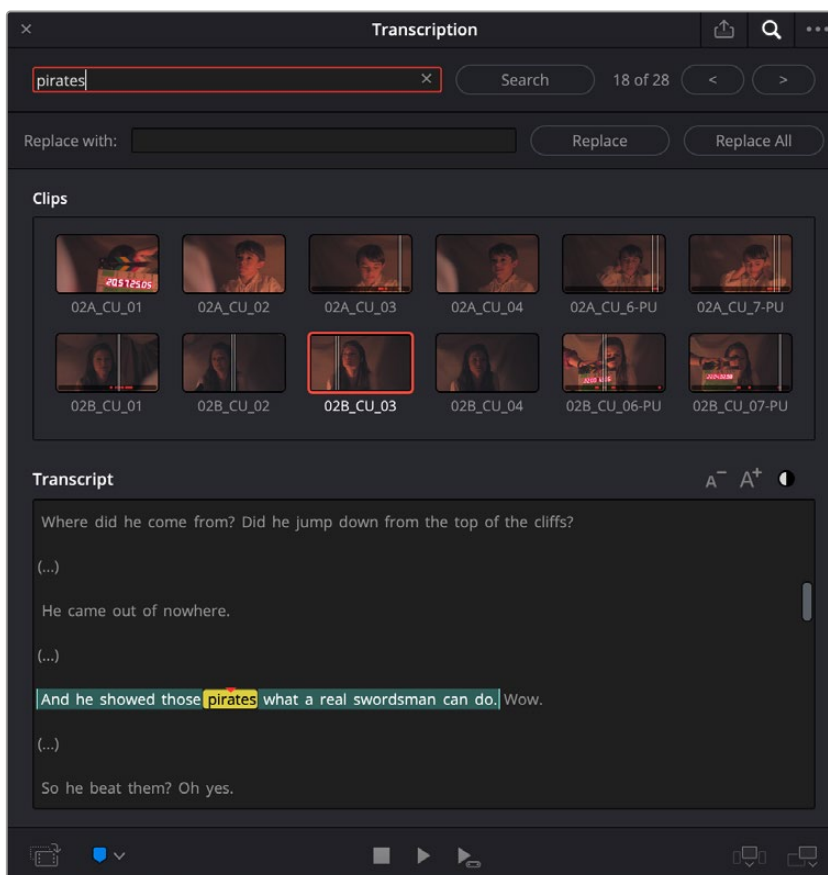 Transcription
pirates
Search
18 of 28
<
>
Replace with:
Replace
Replace All
Clips
02A_CU_01
02A_CU_02
02A_CU_03
02A_CU_04
02A_CU_6-PU
02A_CU_7-PU
02B_CU_01
02B_CU_02
02B_CU_03
02B_CU_04
02B_CU_06-PU
02B_CU_07-PU
Transcript
A- A+
Where did he come from? Did he jump down from the top of the cliffs?
(...)
He came out of nowhere.
(...)
And he showed those pirates what a real swordsman can do. Wow.
(...)
So he beat them? Oh yes.